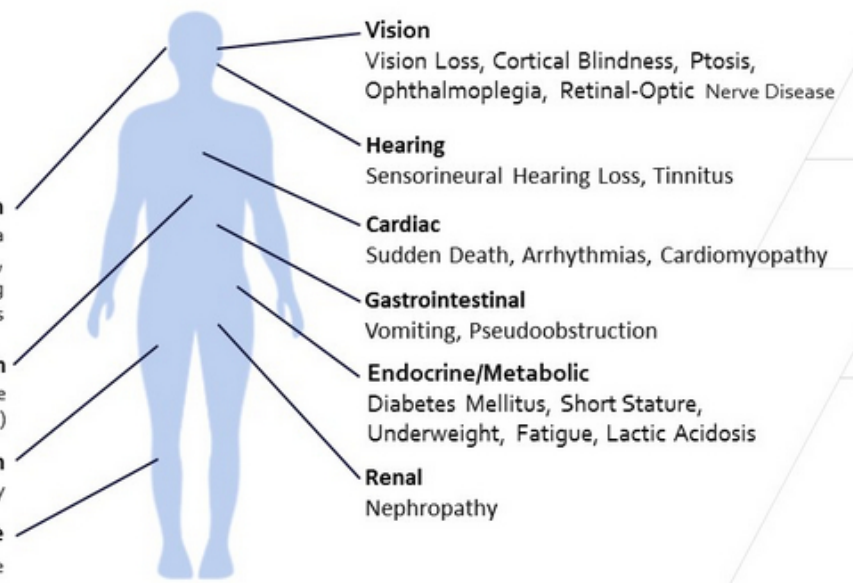 Vision
Vision Loss, Cortical Blindness, Ptosis,
Ophthalmoplegia, Retinal-Optic Nerve Disease
Hearing
Sensorineural Hearing Loss, Tinnitus
Cardiac
Sudden Death, Arrhythmias, Cardiomyopathy
Gastrointestinal
Vomiting, Pseudoobstruction
Endocrine/Metabolic
Diabetes Mellitus, Short Stature,
Underweight, Fatigue, Lactic Acidosis
Renal
Nephropathy